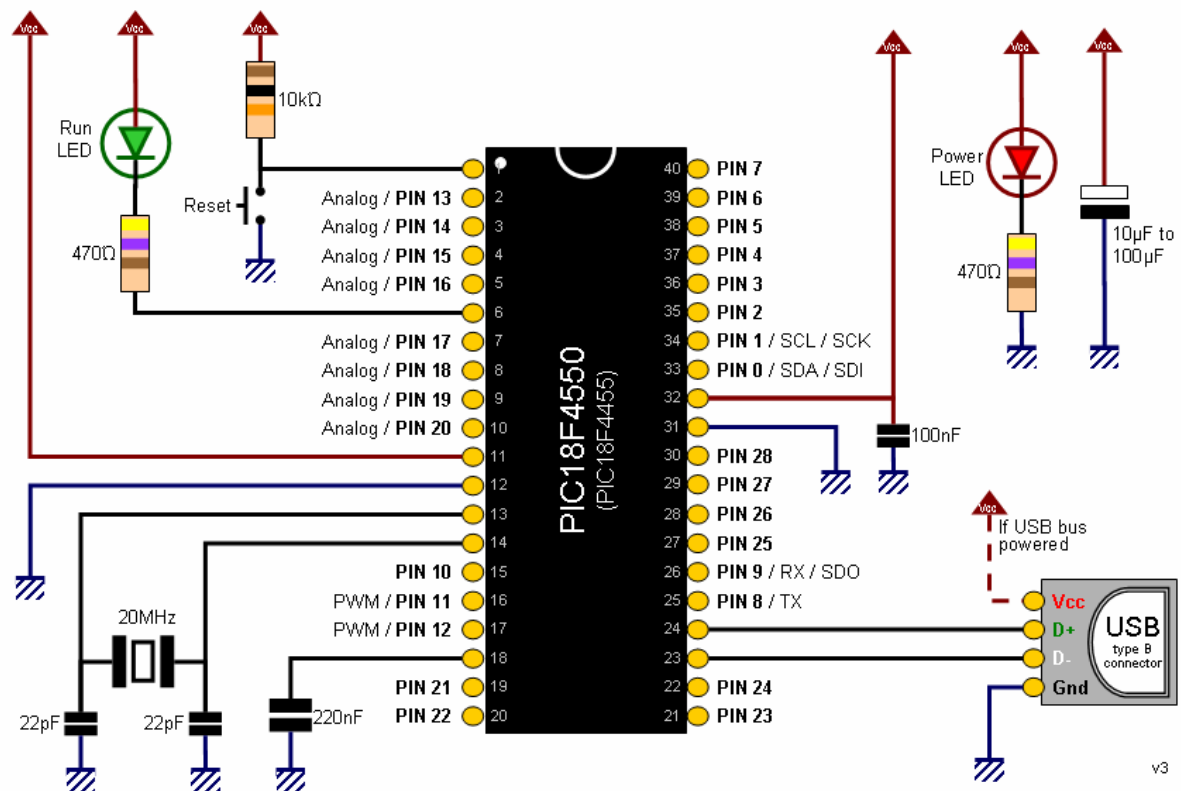 Vcc
Vcc
Vcc
Vcc
Vcc
Vcc
10kΩ
Run
LED
Reset
470Ω
Power
LED
470Ω
10µF to
100µF
1 40 PIN 7
Analog / PIN 13 2 39 PIN 6
Analog / PIN 14 3 38 PIN 5
Analog / PIN 15 4 37 PIN 4
Analog / PIN 16 5 36 PIN 3
6 35 PIN 2
Analog / PIN 17 7 34 PIN 1 / SCL / SCK
Analog / PIN 18 8 33 PIN 0 / SDA / SDI
Analog / PIN 19 9 32
Analog / PIN 20 10 31
11 30 PIN 28
12 29 PIN 27
13 28 PIN 26
14 27 PIN 25
PIN 10 15 26 PIN 9 / RX / SDO
PWM / PIN 11 16 25 PIN 8 / TX
PWM / PIN 12 17 24
18 23
PIN 21 19 22 PIN 24
PIN 22 20 21 PIN 23
PIC18F4550
(PIC18F4455)
100nF
20MHz
22pF
22pF
220nF
Vcc
If USB bus
powered
Vcc
D+
D-
Gnd
USB
type B
connector
v3